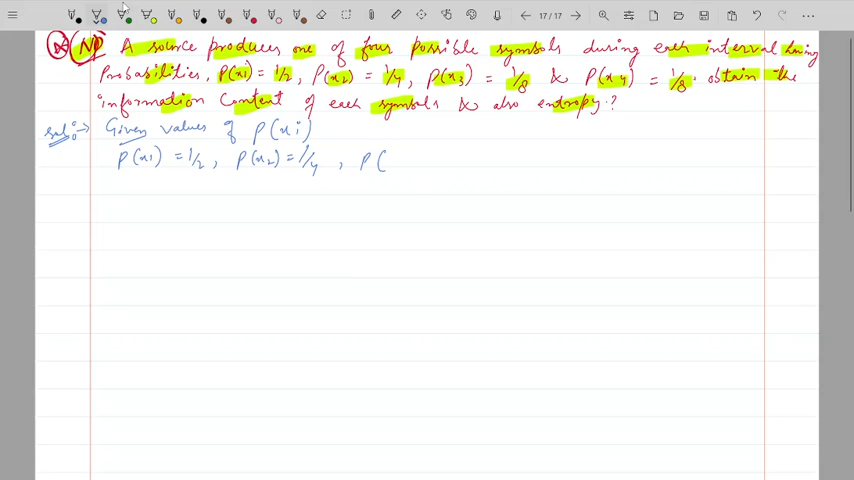 17 / 17
NP A source produces one of four possible symbols during each interval having
Probabilities, P(x1) = 1/2, P(x2) = 1/4, P(x3) = 1/8 & P(x4) = 1/8. obtain the
information Content of each symbols & also entropy.?
Solⁿ:→ Given values of P(xi)
P(x1) = 1/2, P(x2) = 1/4, P(